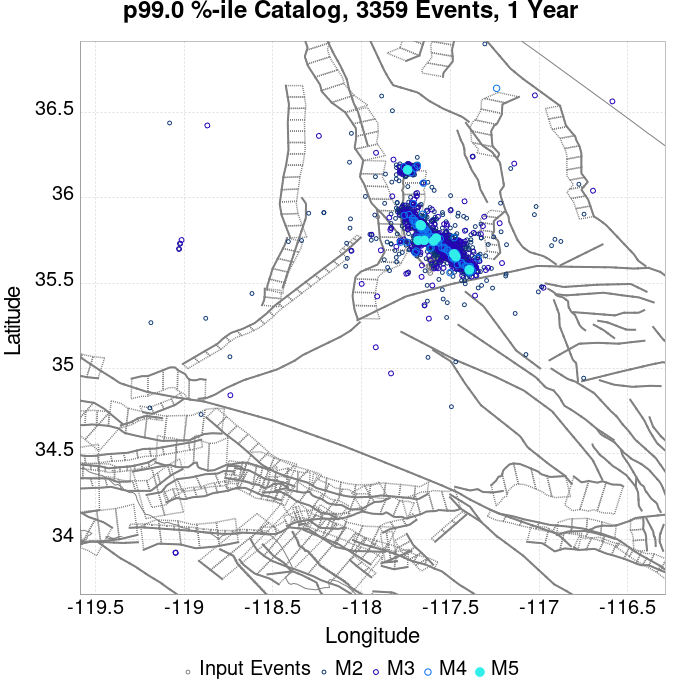 p99.0 %-ile Catalog, 3359 Events, 1 Year
36.5
36
35.5
35
34.5
34
Latitude
-119.5 -119 -118.5 -118 -117.5 -117 -116.5
Longitude
Input Events M2 M3 M4 M5